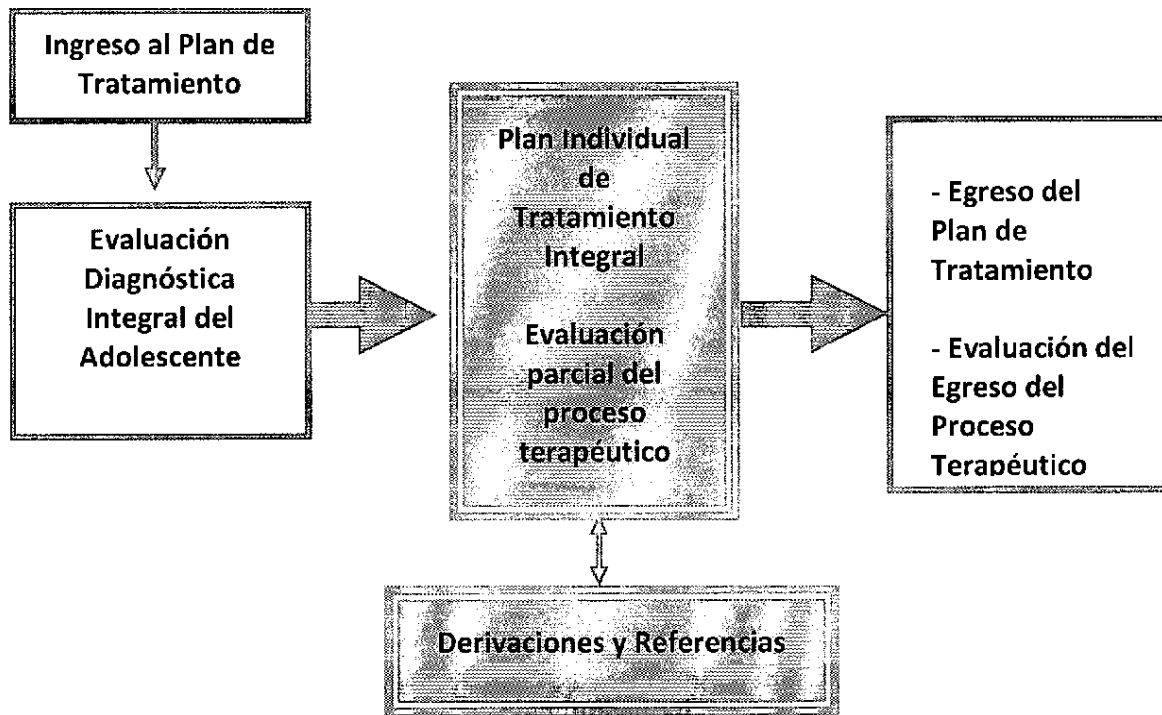 Ingreso al Plan de
Tratamiento
Evaluación
Diagnóstica
Integral del
Adolescente
Plan Individual
de
Tratamiento
Integral
Evaluación
parcial del
proceso
terapéutico
- Egreso del
Plan de
Tratamiento
- Evaluación del
Egreso del
Proceso
Terapéutico
Derivaciones y Referencias